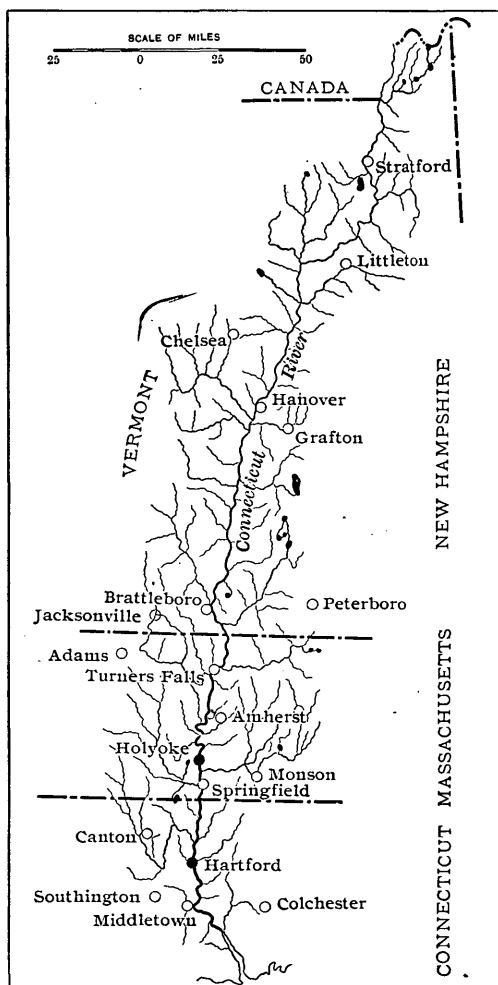 SCALE OF MILES
25 0 25 50
CANADA
Stratford
Littleton
Chelsea
River
Hanover
VERMONT
Grafton
NEW HAMPSHIRE
Connecticut
Brattleboro
Peterboro
Jacksonville
Adams
Turners Falls
MASSACHUSETTS
Amherst
Holyoke
Monson
Springfield
Canton
Hartford
Southington
Colchester
Middletown
CONNECTICUT